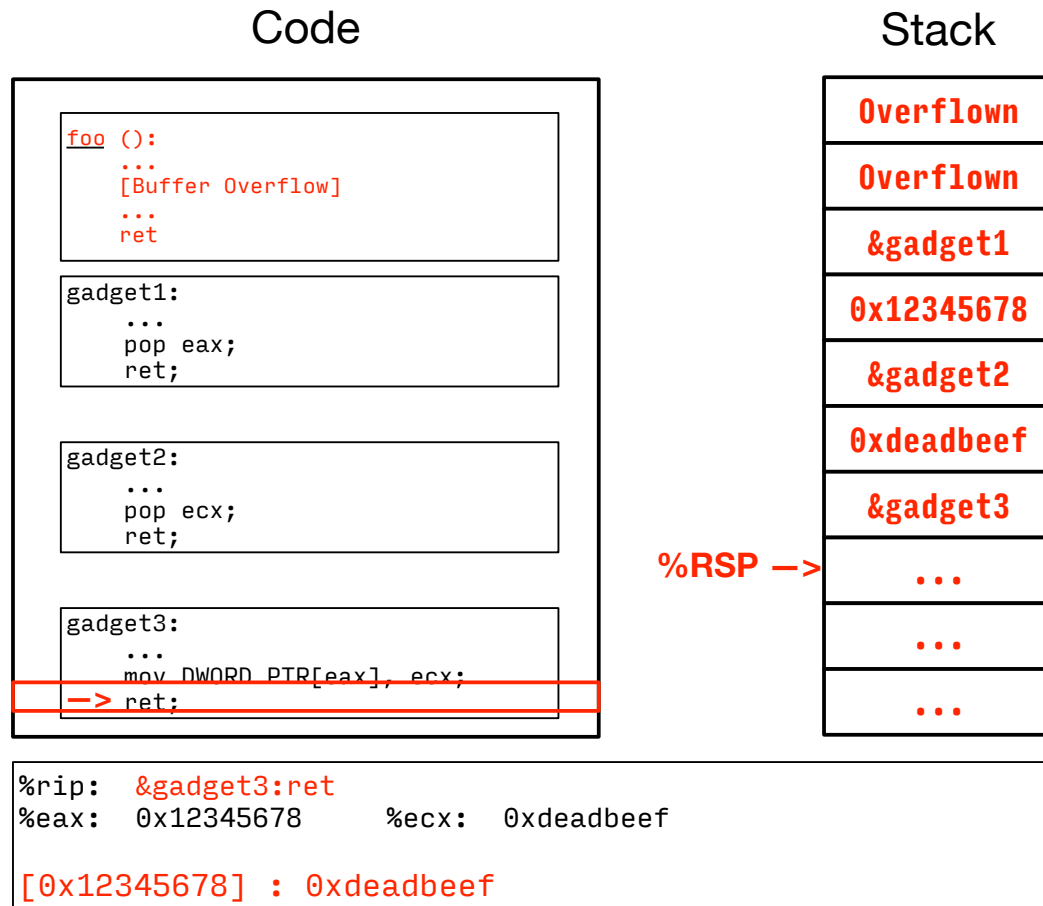 Code
Stack
foo ():
...
[Buffer Overflow]
...
ret
gadget1:
...
pop eax;
ret;
gadget2:
...
pop ecx;
ret;
gadget3:
...
mov DWORD PTR[eax], ecx;
—> ret;
Overflown
Overflown
&gadget1
0x12345678
&gadget2
0xdeadbeef
&gadget3
%RSP —> ...
...
...
%rip: &gadget3:ret
%eax: 0x12345678 %ecx: 0xdeadbeef
[0x12345678] : 0xdeadbeef